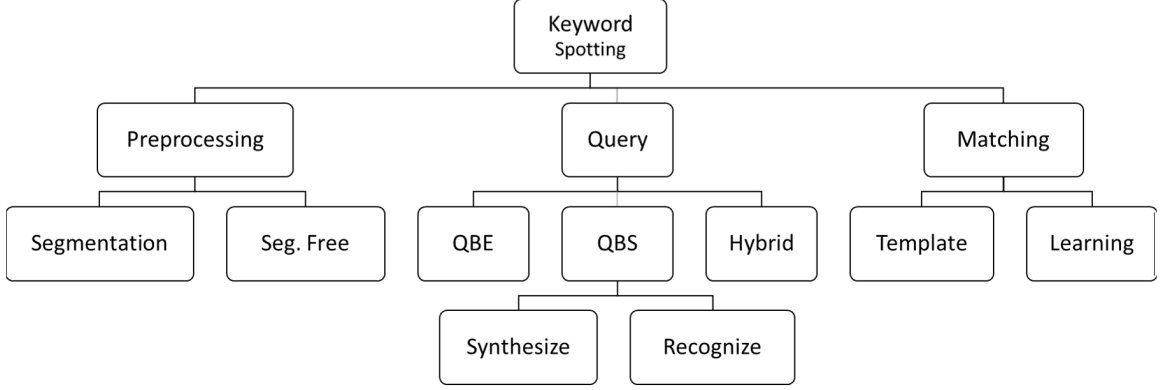 Keyword
Spotting
Preprocessing
Query
Matching
Segmentation
Seg. Free
QBE
QBS
Hybrid
Template
Learning
Synthesize
Recognize